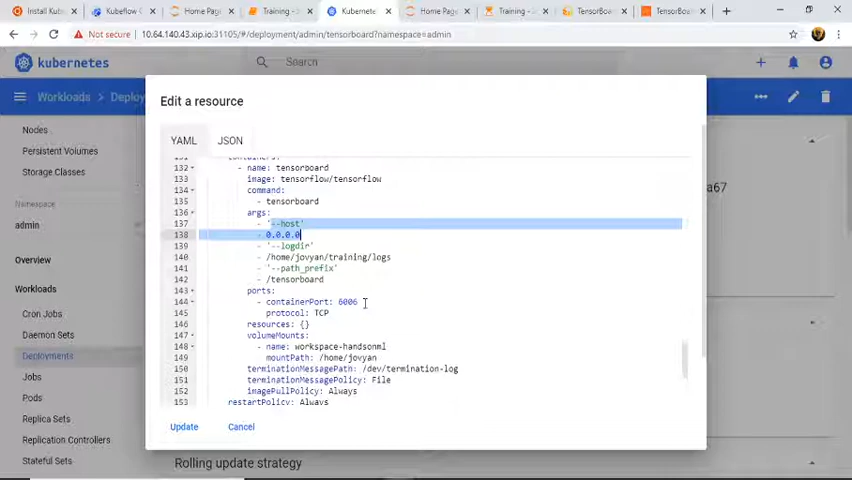 Install Ku
Kubeflow C
Home Page
Training -
Kubernete
Home Page
Training -
TensorBoa
TensorBoa
Not secure
10.64.140.43.xip.io:31105/#/deployment/admin/tensorboard?namespace=admin
kubernetes
Search
Workloads > Deploy
Nodes
Persistent Volumes
Storage Classes
Namespace
admin
Overview
Workloads
Cron Jobs
Daemon Sets
Deployments
Jobs
Pods
Replica Sets
Replication Controllers
Stateful Sets
a67
Edit a resource
YAML
JSON
131 containers:
132 - name: tensorboard
133 image: tensorflow/tensorflow
134 command:
135 - tensorboard
136 args:
137 - '--host'
138 - 0.0.0.0
139 - '--logdir'
140 - /home/jovyan/training/logs
141 - '--path_prefix'
142 - /tensorboard
143 ports:
144 - containerPort: 6006
145 protocol: TCP
146 resources: {}
147 volumeMounts:
148 - name: workspace-handsonml
149 mountPath: /home/jovyan
150 terminationMessagePath: /dev/termination-log
151 terminationMessagePolicy: File
152 imagePullPolicy: Always
153 restartPolicy: Always
Update
Cancel
Rolling update strategy